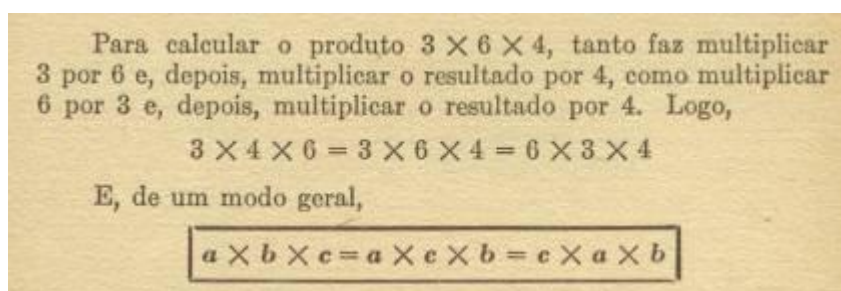 Para calcular o produto 3 × 6 × 4, tanto faz multiplicar
3 por 6 e, depois, multiplicar o resultado por 4, como multiplicar
6 por 3 e, depois, multiplicar o resultado por 4. Logo,
3 × 4 × 6 = 3 × 6 × 4 = 6 × 3 × 4
E, de um modo geral,
a × b × c = a × c × b = c × a × b